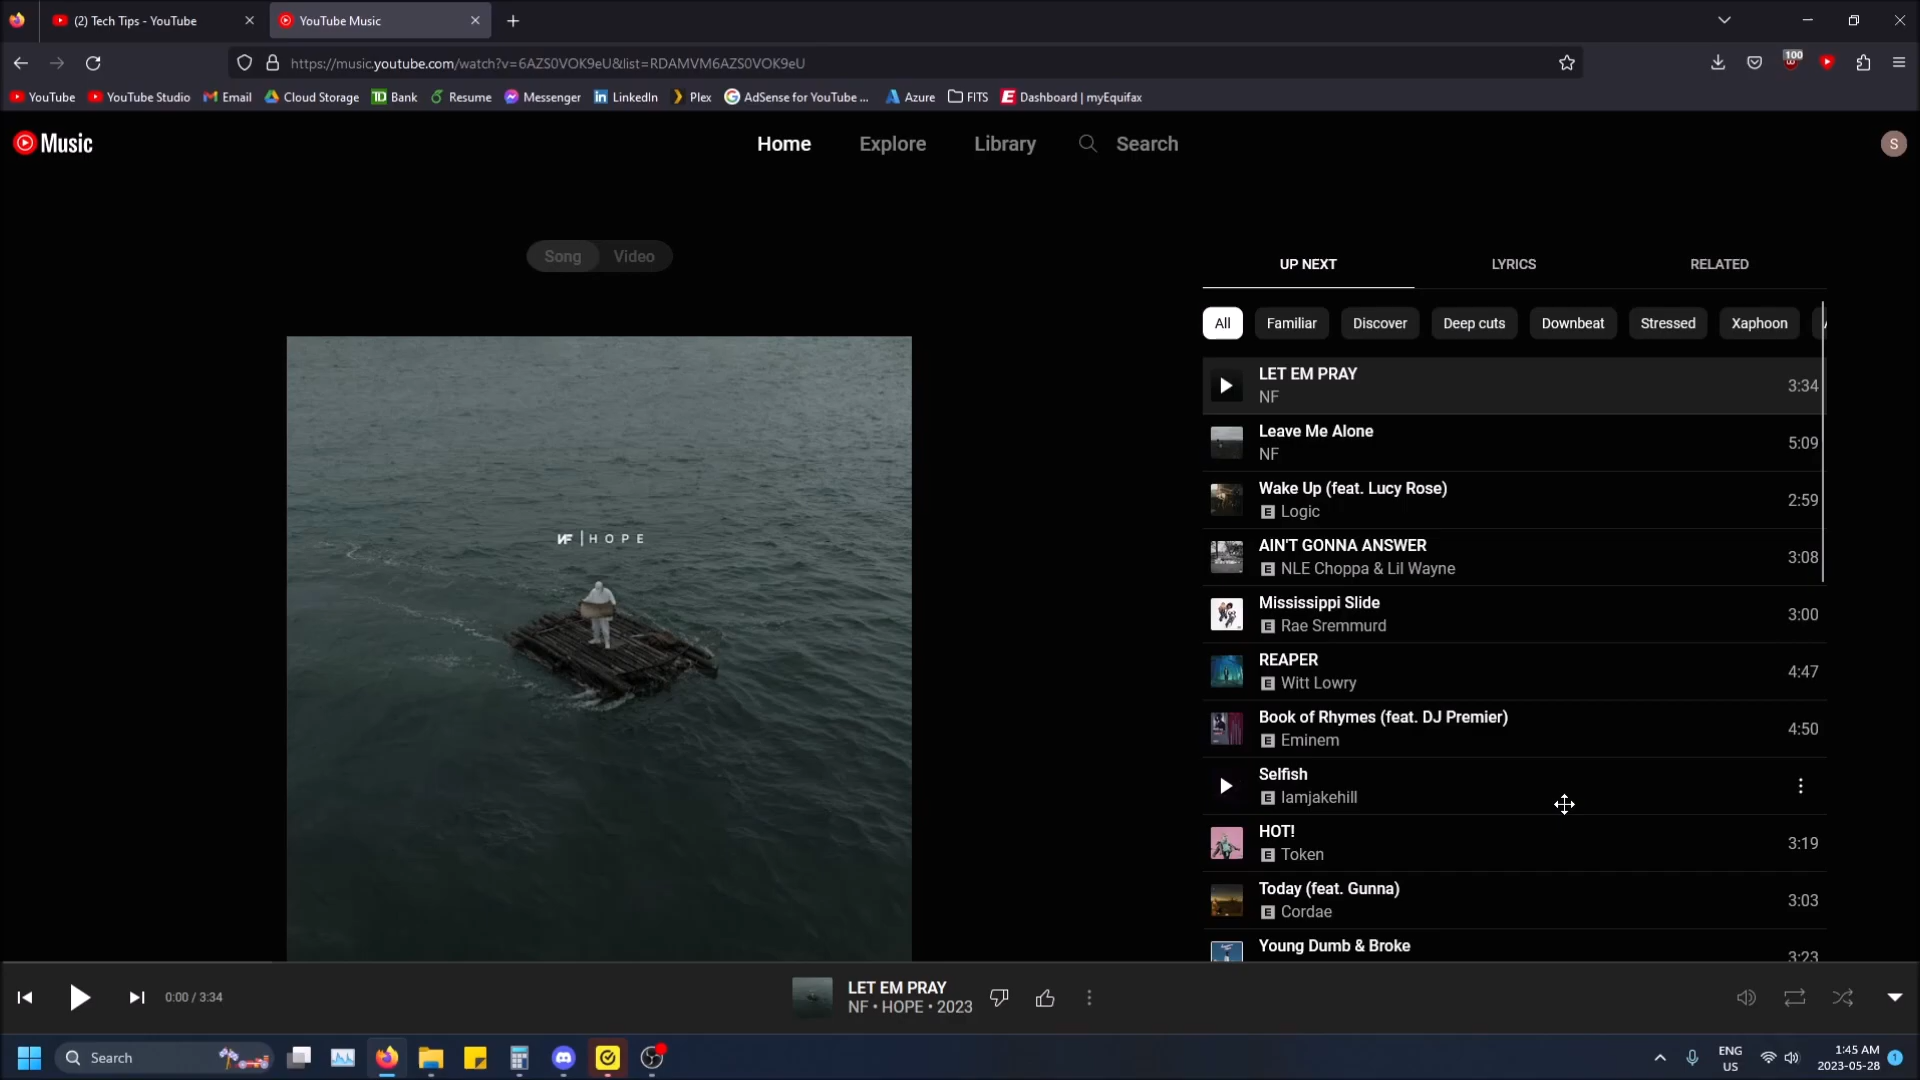 (2) Tech Tips - YouTube
YouTube Music
https://music.youtube.com/watch?v=6AZS0VOK9eU&list=RDAMVM6AZS0VOK9eU
100
YouTube
YouTube Studio
Email
Cloud Storage
TD Bank
Resume
Messenger
LinkedIn
Plex
AdSense for YouTube ...
Azure
FITS
Dashboard | myEquifax
Music
Home
Explore
Library
Search
S
Song
Video
UP NEXT
LYRICS
RELATED
All
Familiar
Discover
Deep cuts
Downbeat
Stressed
Xaphoon
NF | HOPE
LET EM PRAY
NF
3:34
Leave Me Alone
NF
5:09
Wake Up (feat. Lucy Rose)
E Logic
2:59
AIN'T GONNA ANSWER
E NLE Choppa & Lil Wayne
3:08
Mississippi Slide
E Rae Sremmurd
3:00
REAPER
E Witt Lowry
4:47
Book of Rhymes (feat. DJ Premier)
E Eminem
4:50
Selfish
E Iamjakehill
HOT!
E Token
3:19
Today (feat. Gunna)
E Cordae
3:03
Young Dumb & Broke
3:23
0:00 / 3:34
LET EM PRAY
NF • HOPE • 2023
Search
ENG
US
1:45 AM
2023-05-28
1